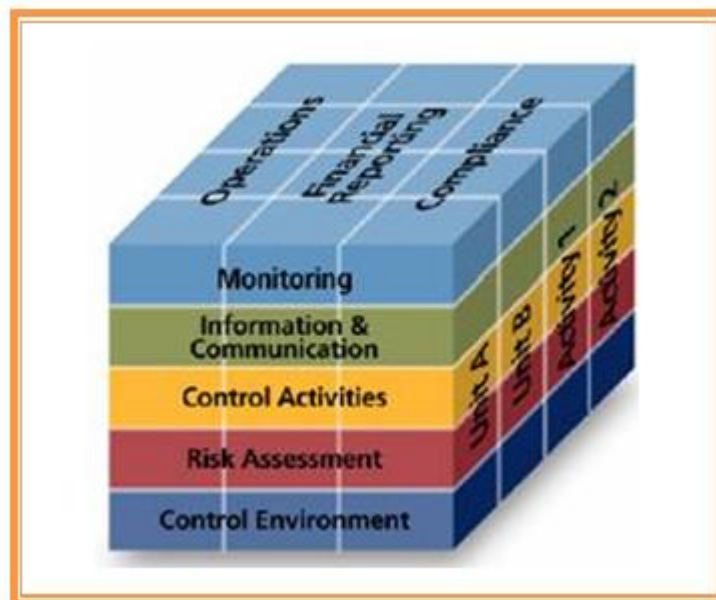 Operations
Financial
Reporting
Compliance
Monitoring
Information &
Communication
Control Activities
Risk Assessment
Control Environment
Unit A
Unit B
Activity 1
Activity 2